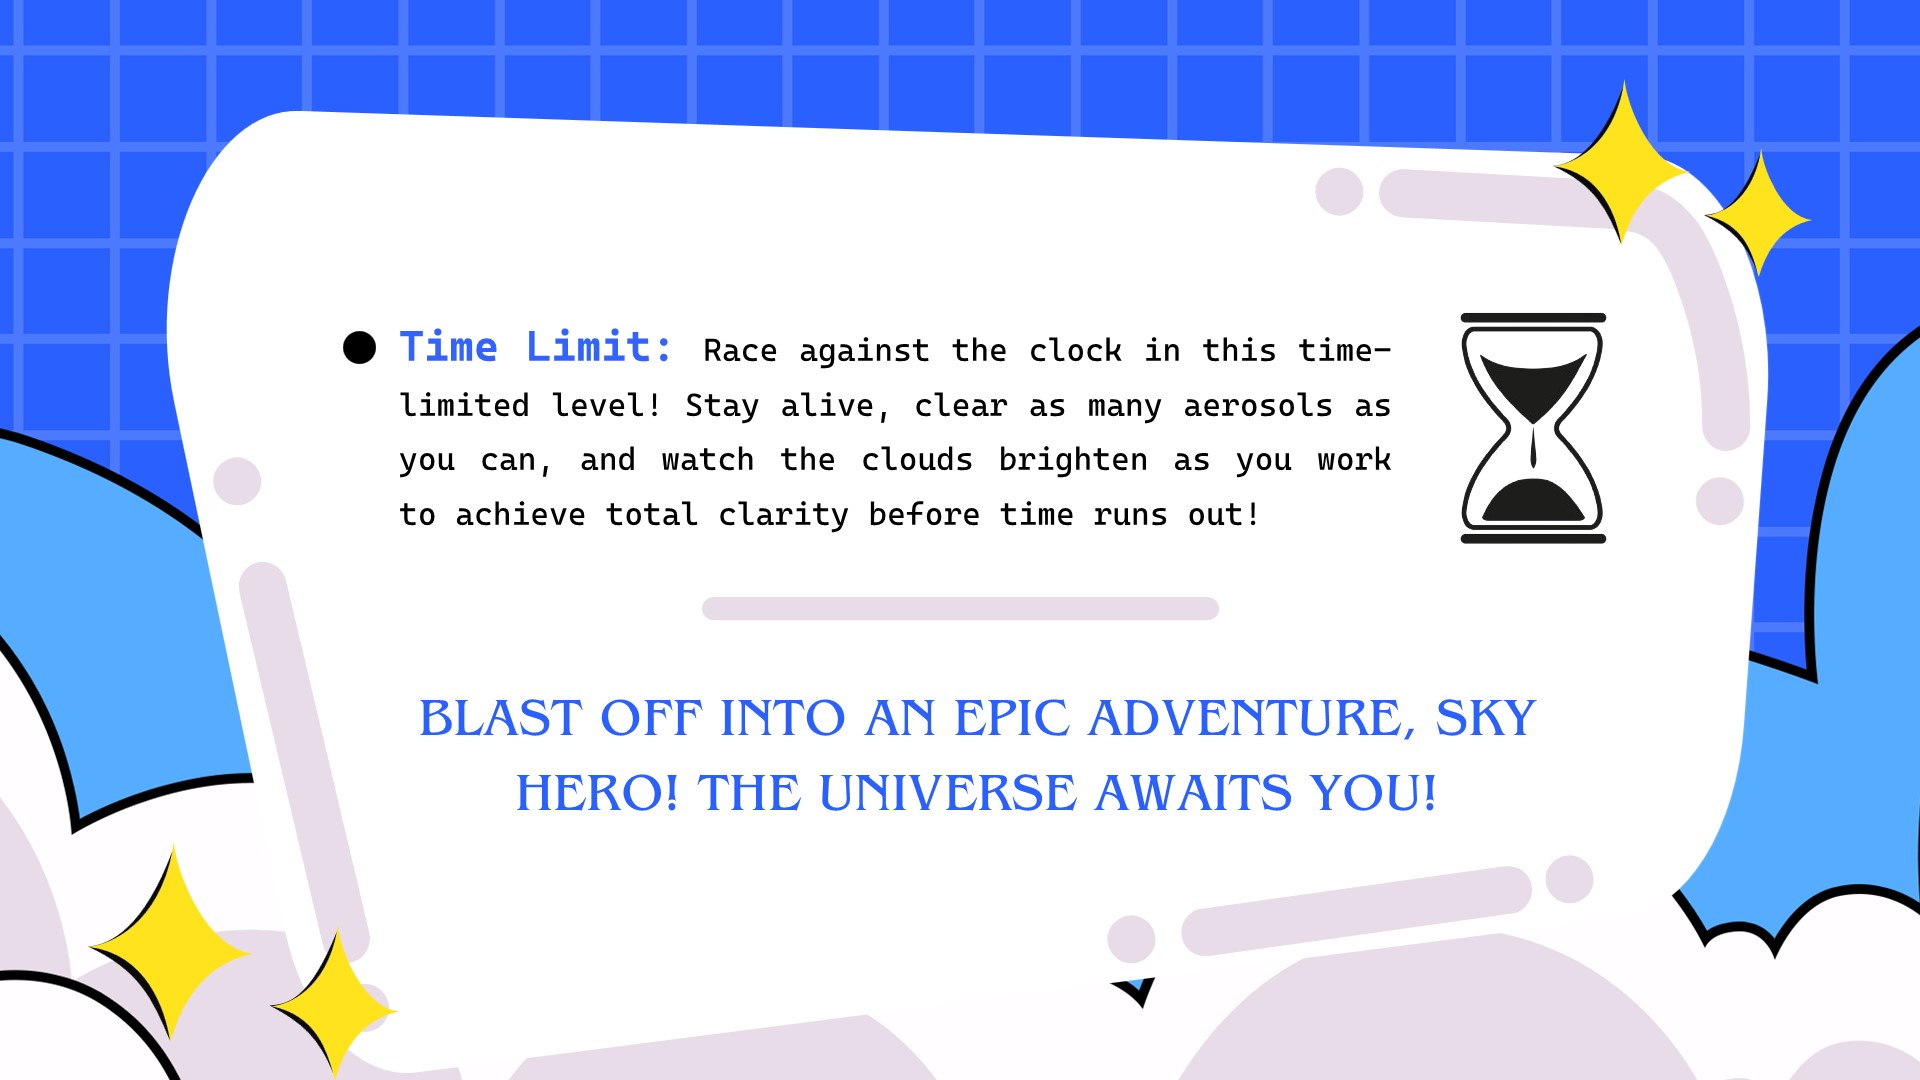 Time Limit: Race against the clock in this time-
limited level! Stay alive, clear as many aerosols as
you can, and watch the clouds brighten as you work
to achieve total clarity before time runs out!
BLAST OFF INTO AN EPIC ADVENTURE, SKY
HERO! THE UNIVERSE AWAITS YOU!